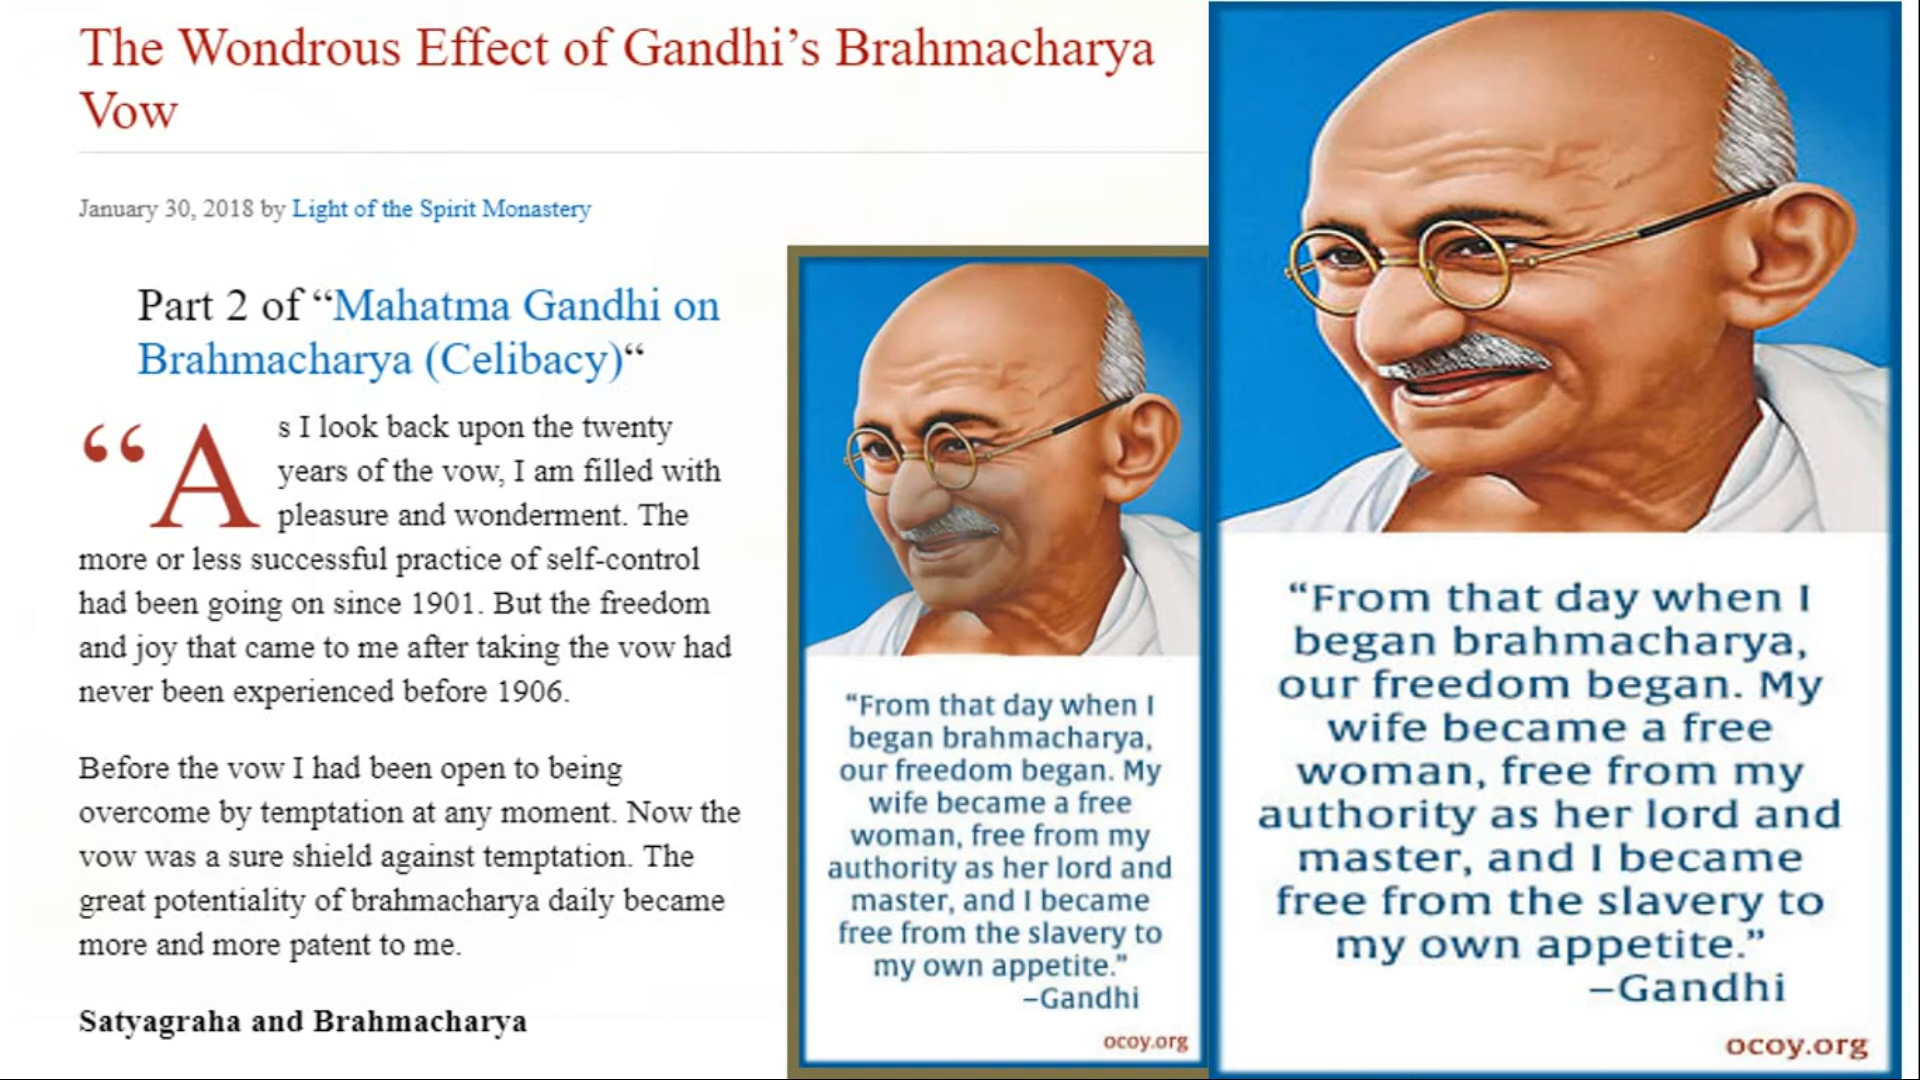 The Wondrous Effect of Gandhi’s Brahmacharya
Vow
January 30, 2018 by Light of the Spirit Monastery
Part 2 of “Mahatma Gandhi on
Brahmacharya (Celibacy)“
“As I look back upon the twenty
years of the vow, I am filled with
pleasure and wonderment. The
more or less successful practice of self-control
had been going on since 1901. But the freedom
and joy that came to me after taking the vow had
never been experienced before 1906.
Before the vow I had been open to being
overcome by temptation at any moment. Now the
vow was a sure shield against temptation. The
great potentiality of brahmacharya daily became
more and more patent to me.
Satyagraha and Brahmacharya
“From that day when I
began brahmacharya,
our freedom began. My
wife became a free
woman, free from my
authority as her lord and
master, and I became
free from the slavery to
my own appetite.”
–Gandhi
ocoy.org
“From that day when I
began brahmacharya,
our freedom began. My
wife became a free
woman, free from my
authority as her lord and
master, and I became
free from the slavery to
my own appetite.”
–Gandhi
ocoy.org